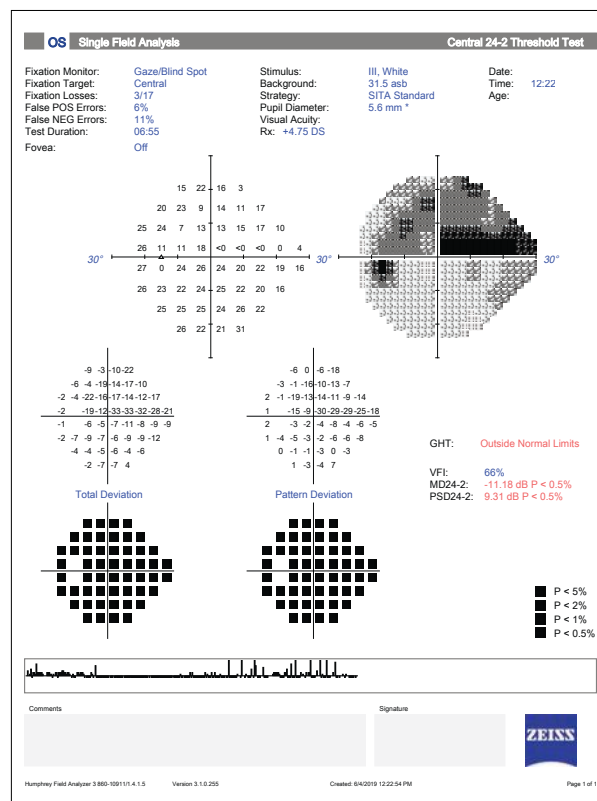 OS Single Field Analysis Central 24-2 Threshold Test
Fixation Monitor: Gaze/Blind Spot Stimulus: III, White Date:
Fixation Target: Central Background: 31.5 asb Time: 12:22
Fixation Losses: 3/17 Strategy: SITA Standard Age:
False POS Errors: 6% Pupil Diameter: 5.6 mm *
False NEG Errors: 11% Visual Acuity:
Test Duration: 06:55 Rx: +4.75 DS
Fovea: Off
15 22 16 3
20 23 9 14 11 17
25 24 7 13 13 15 17 10
26 11 11 18 <0 <0 <0 0 4
30° 30° 30°
27 0 24 26 24 20 22 19 16
26 23 22 24 24 22 20 16
25 25 25 24 26 22
26 22 21 31
-9 -3 -10 -22 -6 0 -6 -18
-6 -4 -19 -14 -17 -10 -3 -1 -16 -10 -13 -7
-2 -4 -22 -16 -17 -14 -12 -17 2 -1 -19 -13 -14 -11 -9 -14
-2 -19 -12 -33 -33 -32 -28 -21 1 -15 -9 -30 -29 -29 -25 -18
-1 -6 -5 -7 -11 -8 -9 -9 2 -3 -2 -4 -8 -4 -6 -5
-2 -7 -9 -7 -6 -9 -9 -12 1 -4 -5 -3 -2 -6 -6 -8
-4 -4 -5 -6 -4 -6 0 -1 -1 -3 0 -3
-2 -7 -7 4 1 -3 -4 7
GHT: Outside Normal Limits
VFI: 66%
MD24-2: -11.18 dB P < 0.5%
PSD24-2: 9.31 dB P < 0.5%
Total Deviation Pattern Deviation
P < 5%
P < 2%
P < 1%
P < 0.5%
Comments Signature
ZEISS
Humphrey Field Analyzer 3 860-10911/1.4.1.5 Version 3.1.0.255 Created: 6/4/2019 12:22:54 PM Page 1 of 1